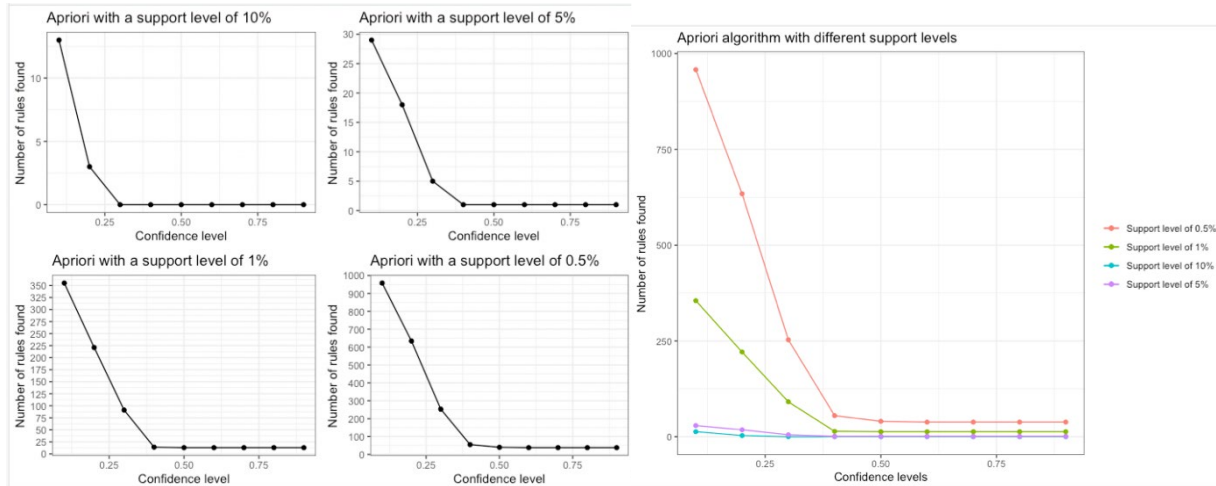 Apriori with a support level of 10%
Number of rules found
10
5
0
0.25 0.50 0.75
Confidence level
Apriori with a support level of 5%
Number of rules found
30
25
20
15
10
5
0
0.25 0.50 0.75
Confidence level
Apriori with a support level of 1%
Number of rules found
350
325
300
275
250
225
200
175
150
125
100
75
50
25
0
0.25 0.50 0.75
Confidence level
Apriori with a support level of 0.5%
Number of rules found
1000
900
800
700
600
500
400
300
200
100
0
0.25 0.50 0.75
Confidence level
Apriori algorithm with different support levels
Number of rules found
1000
750
500
250
0
0.25 0.50 0.75
Confidence levels
Support level of 0.5%
Support level of 1%
Support level of 10%
Support level of 5%